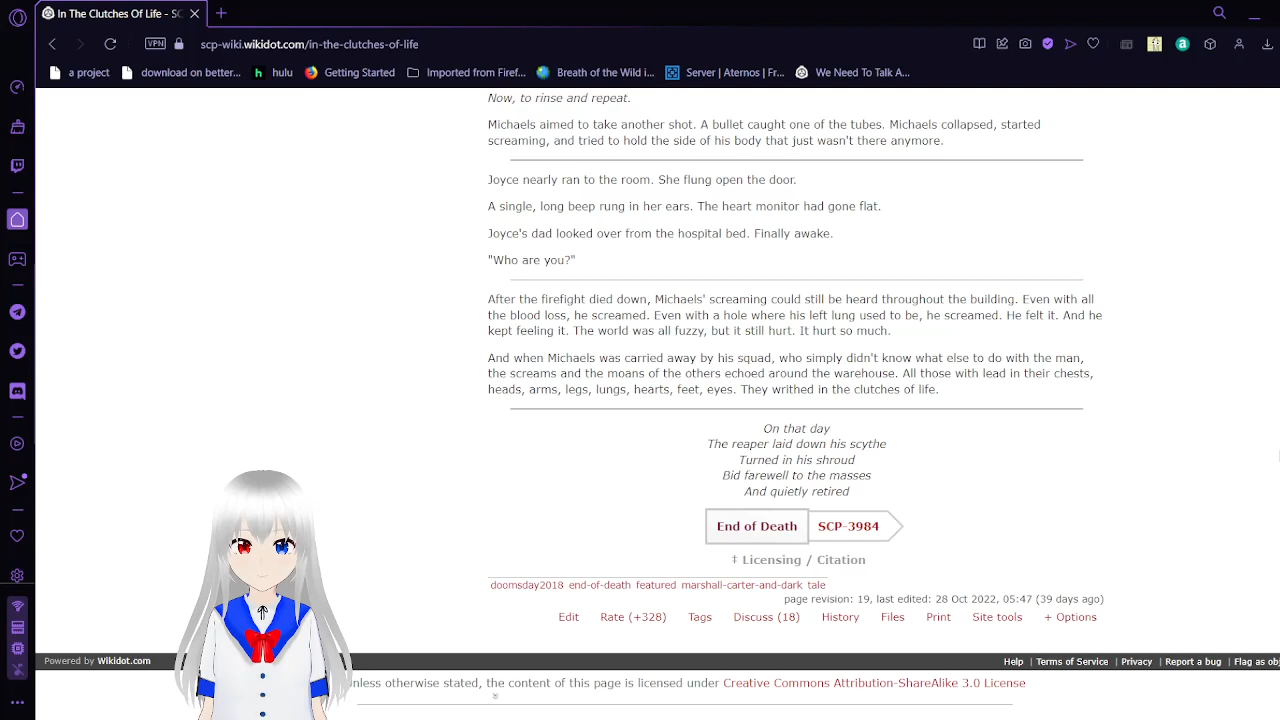 In The Clutches Of Life - SC
VPN
scp-wiki.wikidot.com/in-the-clutches-of-life
a project
download on better...
hulu
Getting Started
Imported from Firef...
Breath of the Wild i...
Server | Aternos | Fr...
We Need To Talk A...
Now, to rinse and repeat.
Michaels aimed to take another shot. A bullet caught one of the tubes. Michaels collapsed, started
screaming, and tried to hold the side of his body that just wasn't there anymore.
Joyce nearly ran to the room. She flung open the door.
A single, long beep rung in her ears. The heart monitor had gone flat.
Joyce's dad looked over from the hospital bed. Finally awake.
"Who are you?"
After the firefight died down, Michaels' screaming could still be heard throughout the building. Even with all
the blood loss, he screamed. Even with a hole where his left lung used to be, he screamed. He felt it. And he
kept feeling it. The world was all fuzzy, but it still hurt. It hurt so much.
And when Michaels was carried away by his squad, who simply didn't know what else to do with the man,
the screams and the moans of the others echoed around the warehouse. All those with lead in their chests,
heads, arms, legs, lungs, hearts, feet, eyes. They writhed in the clutches of life.
On that day
The reaper laid down his scythe
Turned in his shroud
Bid farewell to the masses
And quietly retired
End of Death SCP-3984
‡ Licensing / Citation
doomsday2018 end-of-death featured marshall-carter-and-dark tale
page revision: 19, last edited: 28 Oct 2022, 05:47 (39 days ago)
Edit Rate (+328) Tags Discuss (18) History Files Print Site tools + Options
Powered by Wikidot.com
Help | Terms of Service | Privacy | Report a bug | Flag as obj
nless otherwise stated, the content of this page is licensed under Creative Commons Attribution-ShareAlike 3.0 License